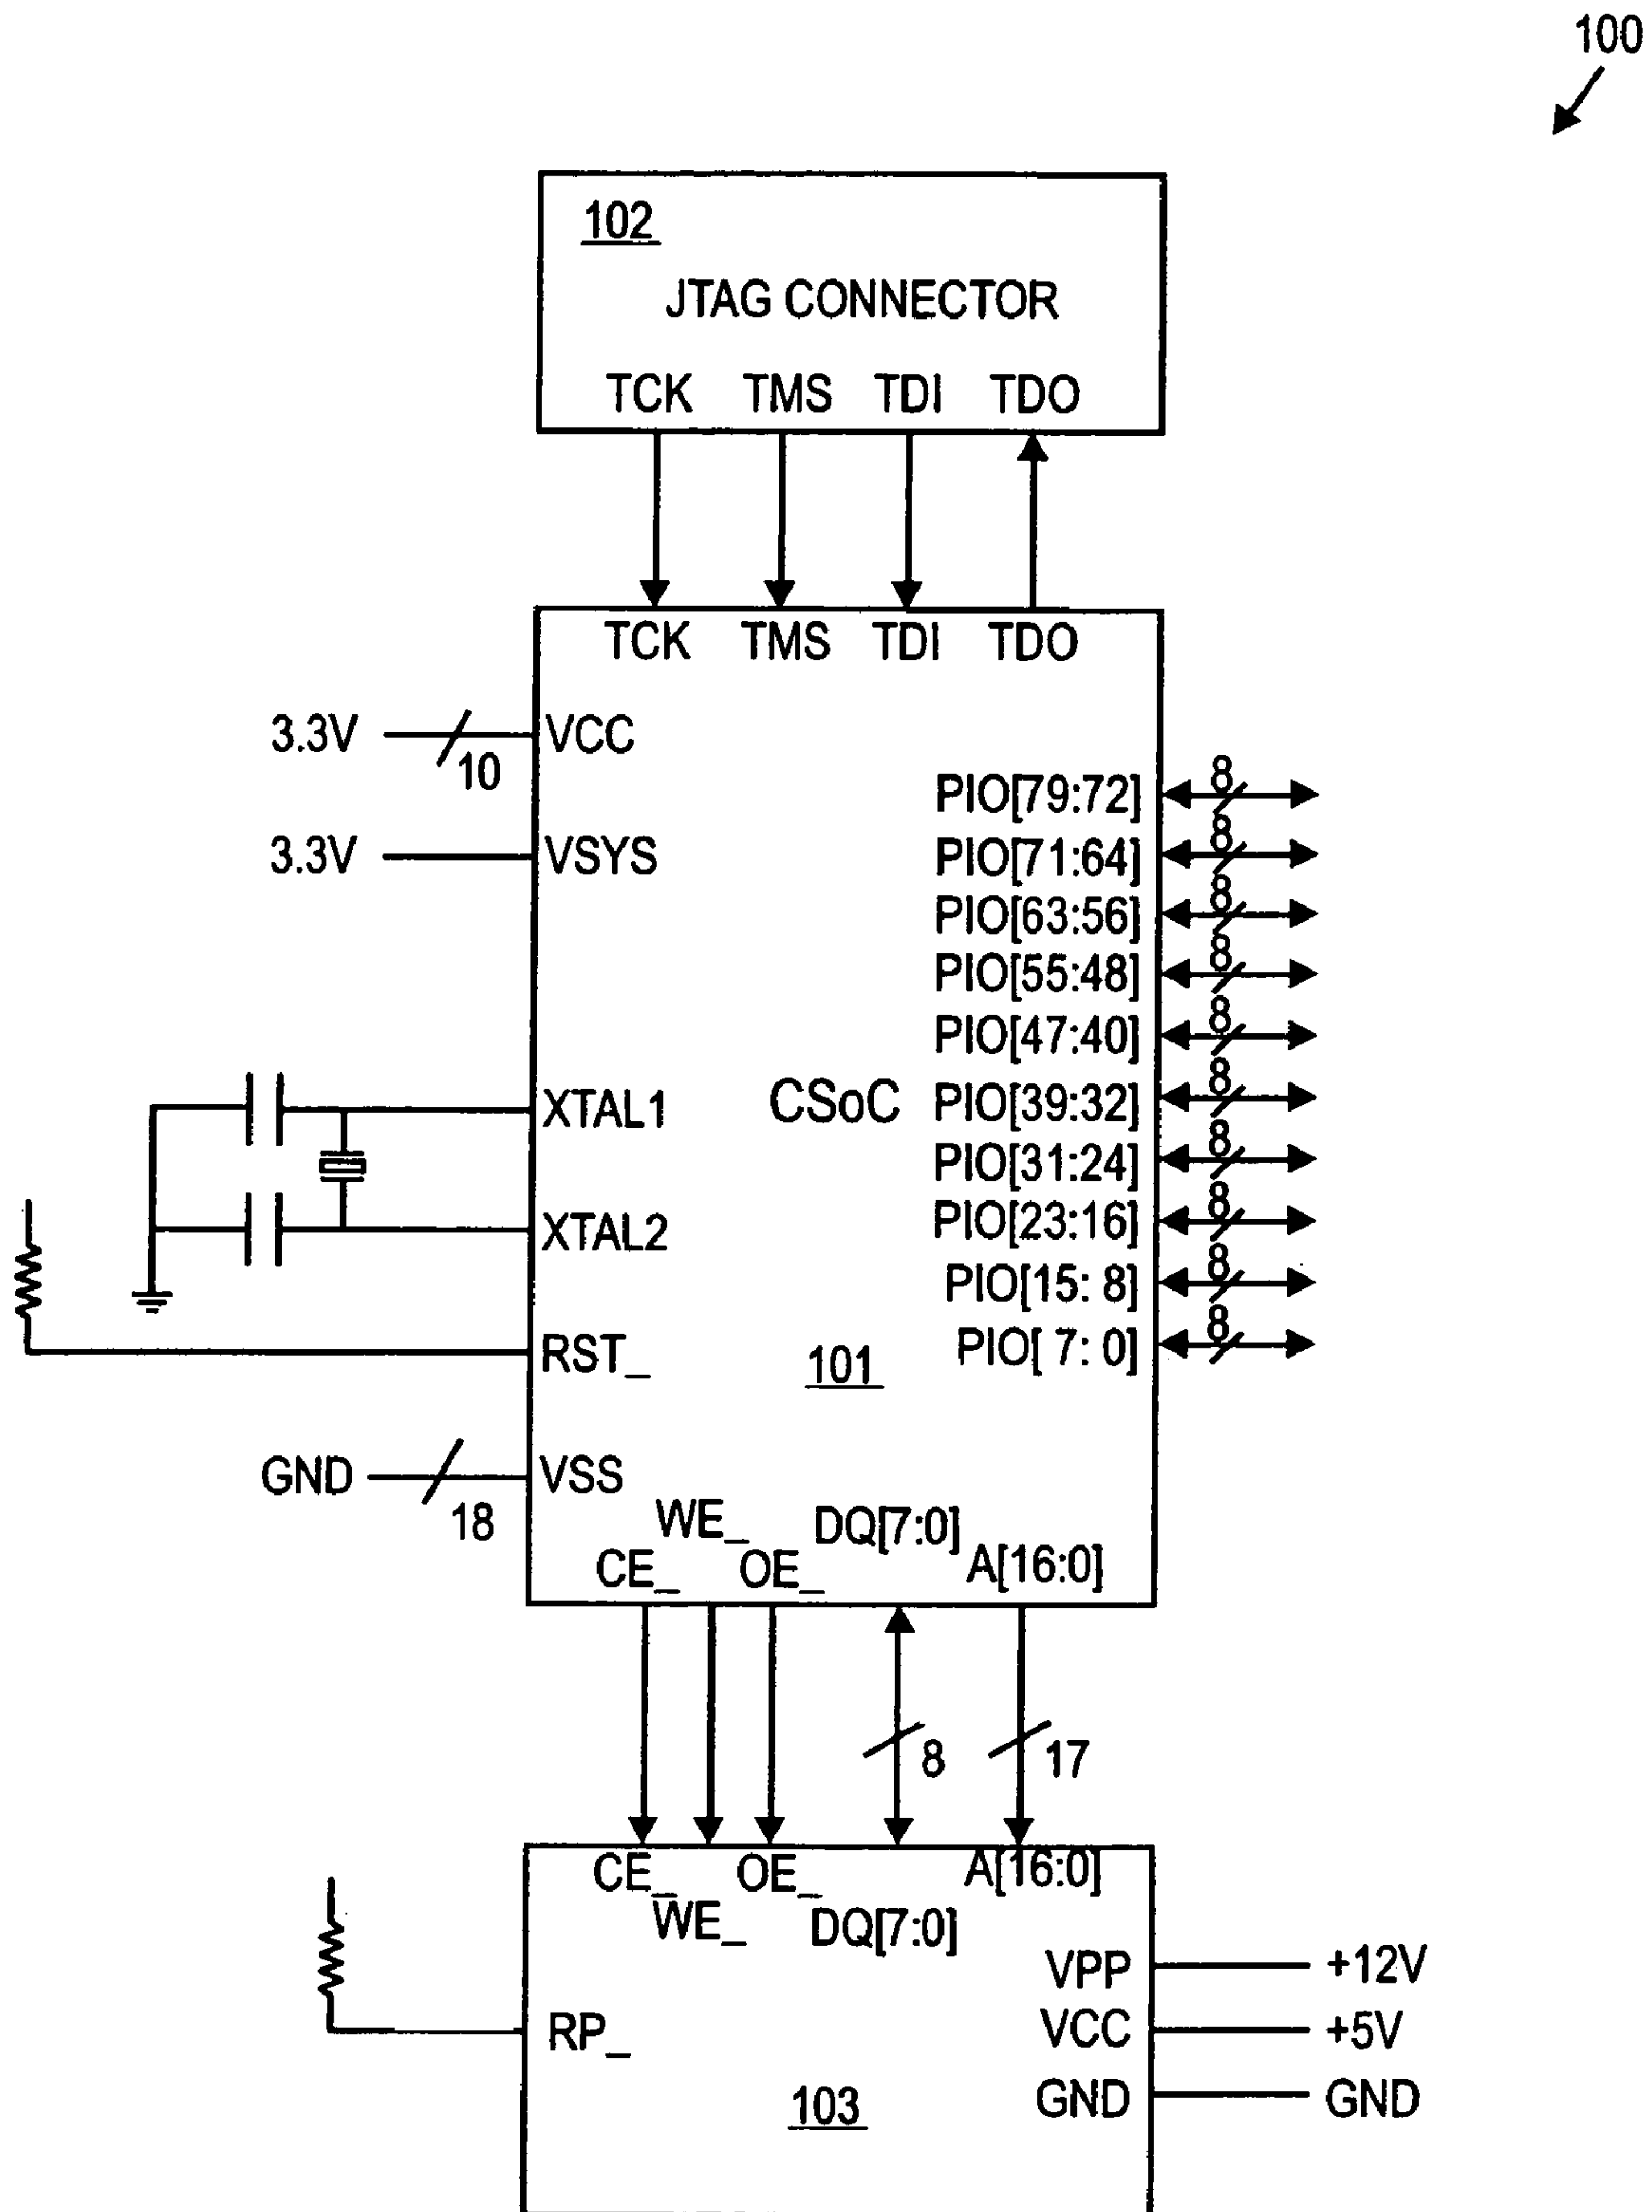 100
102
JTAG CONNECTOR
TCK TMS TDI TDO
TCK TMS TDI TDO
3.3V 10 VCC
PIO[79:72] 8
3.3V VSYS
PIO[71:64] 8
PIO[63:56] 8
PIO[55:48] 8
PIO[47:40] 8
XTAL1 CSoC PIO[39:32] 8
PIO[31:24] 8
XTAL2 PIO[23:16] 8
PIO[15: 8] 8
RST_ 101 PIO[ 7: 0] 8
GND 18 VSS
WE_ DQ[7:0]
CE_ OE_ A[16:0]
8 17
CE_ OE_ A[16:0]
WE_ DQ[7:0]
VPP +12V
RP_ VCC +5V
103 GND GND